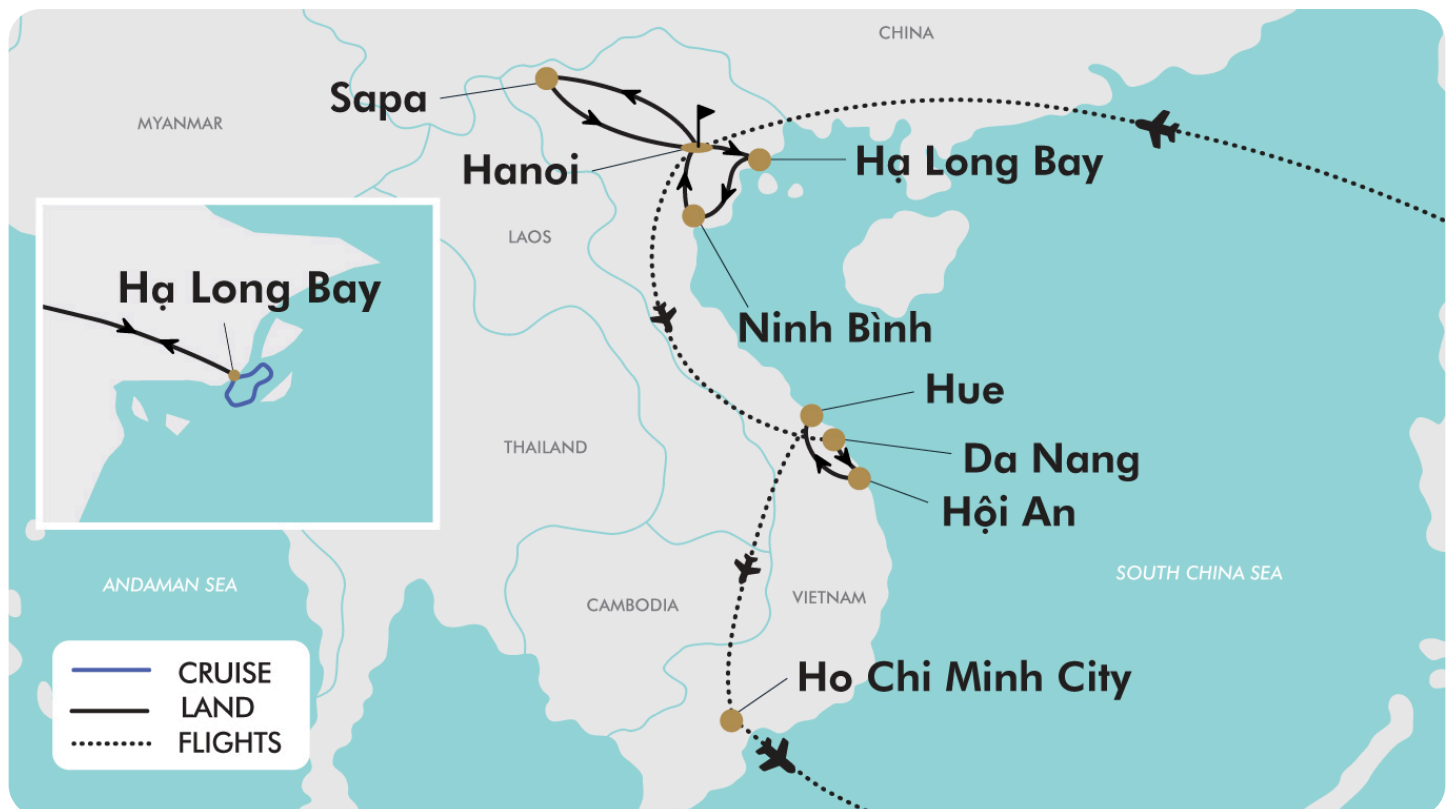 CHINA
Sapa
MYANMAR
Hanoi
Hạ Long Bay
LAOS
Hạ Long Bay
Ninh Bình
Hue
THAILAND
Da Nang
Hội An
ANDAMAN SEA
SOUTH CHINA SEA
CAMBODIA
VIETNAM
CRUISE
LAND
FLIGHTS
Ho Chi Minh City